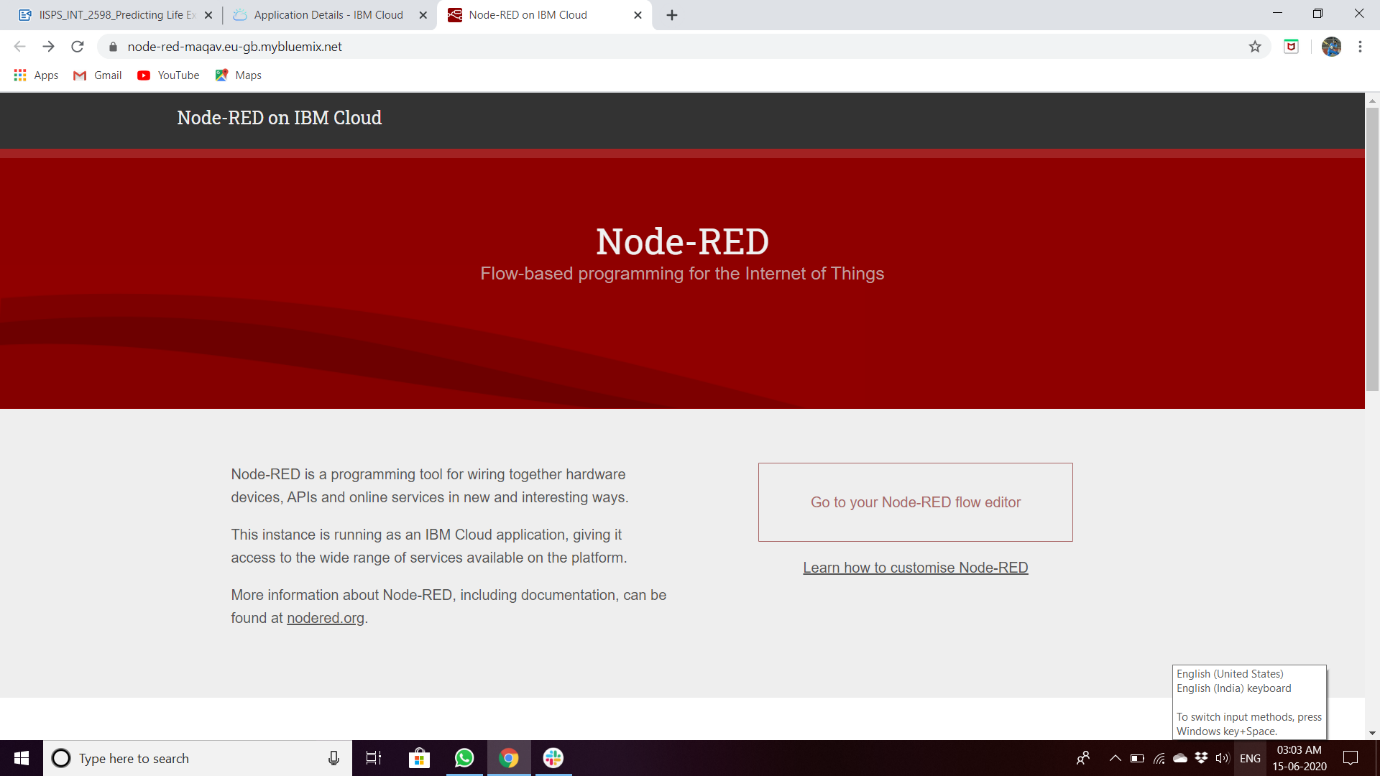 IISPS_INT_2598_Predicting Life Ex
Application Details - IBM Cloud
Node-RED on IBM Cloud
node-red-maqav.eu-gb.mybluemix.net
Apps
Gmail
YouTube
Maps
Node-RED on IBM Cloud
Node-RED
Flow-based programming for the Internet of Things
Node-RED is a programming tool for wiring together hardware
devices, APIs and online services in new and interesting ways.
This instance is running as an IBM Cloud application, giving it
access to the wide range of services available on the platform.
More information about Node-RED, including documentation, can be
found at nodered.org.
Go to your Node-RED flow editor
Learn how to customise Node-RED
English (United States)
English (India) keyboard
To switch input methods, press
Windows key+Space.
Type here to search
ENG
03:03 AM
15-06-2020